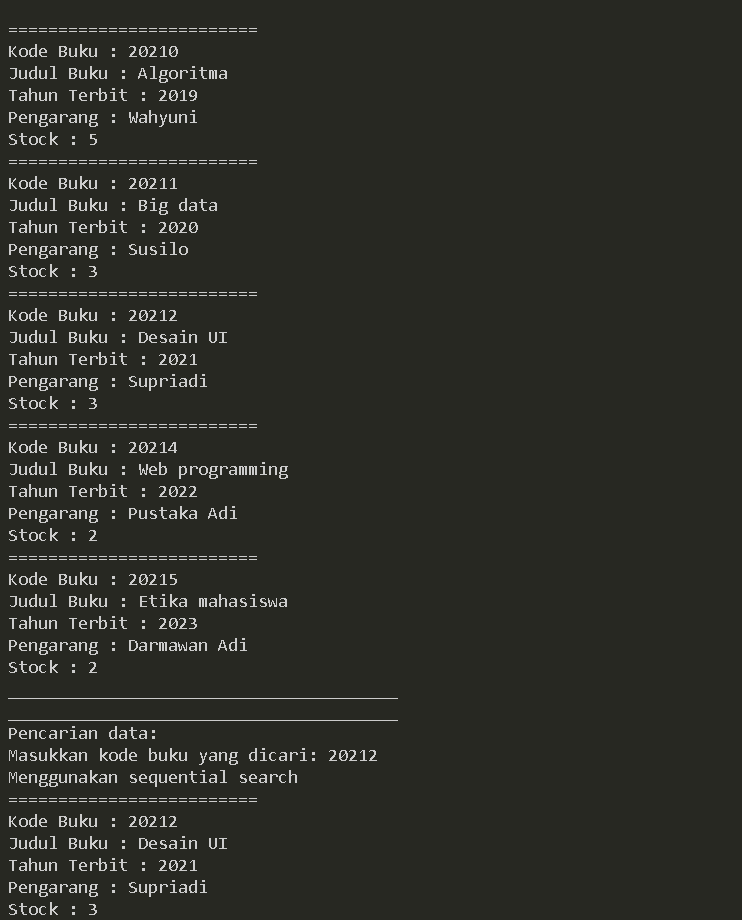 =========================
Kode Buku : 20210
Judul Buku : Algoritma
Tahun Terbit : 2019
Pengarang : Wahyuni
Stock : 5
=========================
Kode Buku : 20211
Judul Buku : Big data
Tahun Terbit : 2020
Pengarang : Susilo
Stock : 3
=========================
Kode Buku : 20212
Judul Buku : Desain UI
Tahun Terbit : 2021
Pengarang : Supriadi
Stock : 3
=========================
Kode Buku : 20214
Judul Buku : Web programming
Tahun Terbit : 2022
Pengarang : Pustaka Adi
Stock : 2
=========================
Kode Buku : 20215
Judul Buku : Etika mahasiswa
Tahun Terbit : 2023
Pengarang : Darmawan Adi
Stock : 2
_______________________________________
_______________________________________
Pencarian data:
Masukkan kode buku yang dicari: 20212
Menggunakan sequential search
=========================
Kode Buku : 20212
Judul Buku : Desain UI
Tahun Terbit : 2021
Pengarang : Supriadi
Stock : 3